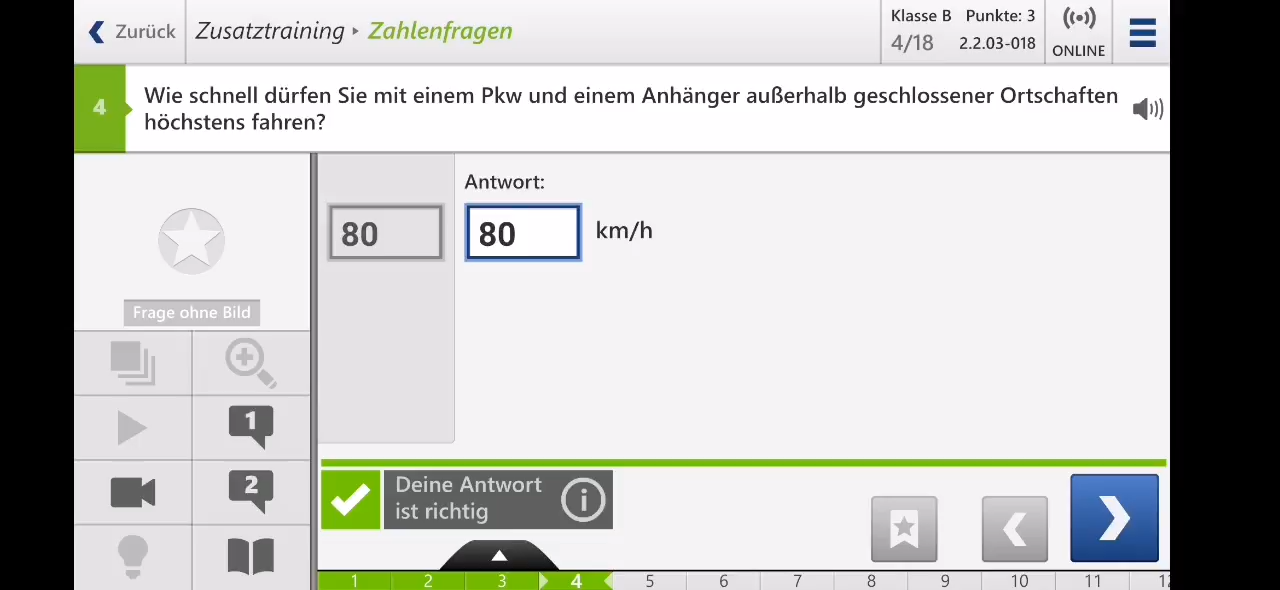 Zurück
Zusatztraining ▸ Zahlenfragen
Klasse B Punkte: 3
4/18 2.2.03-018
ONLINE
4
Wie schnell dürfen Sie mit einem Pkw und einem Anhänger außerhalb geschlossener Ortschaften
höchstens fahren?
Frage ohne Bild
1
2
Antwort:
80 80 km/h
Deine Antwort
ist richtig
1 2 3 4 5 6 7 8 9 10 11